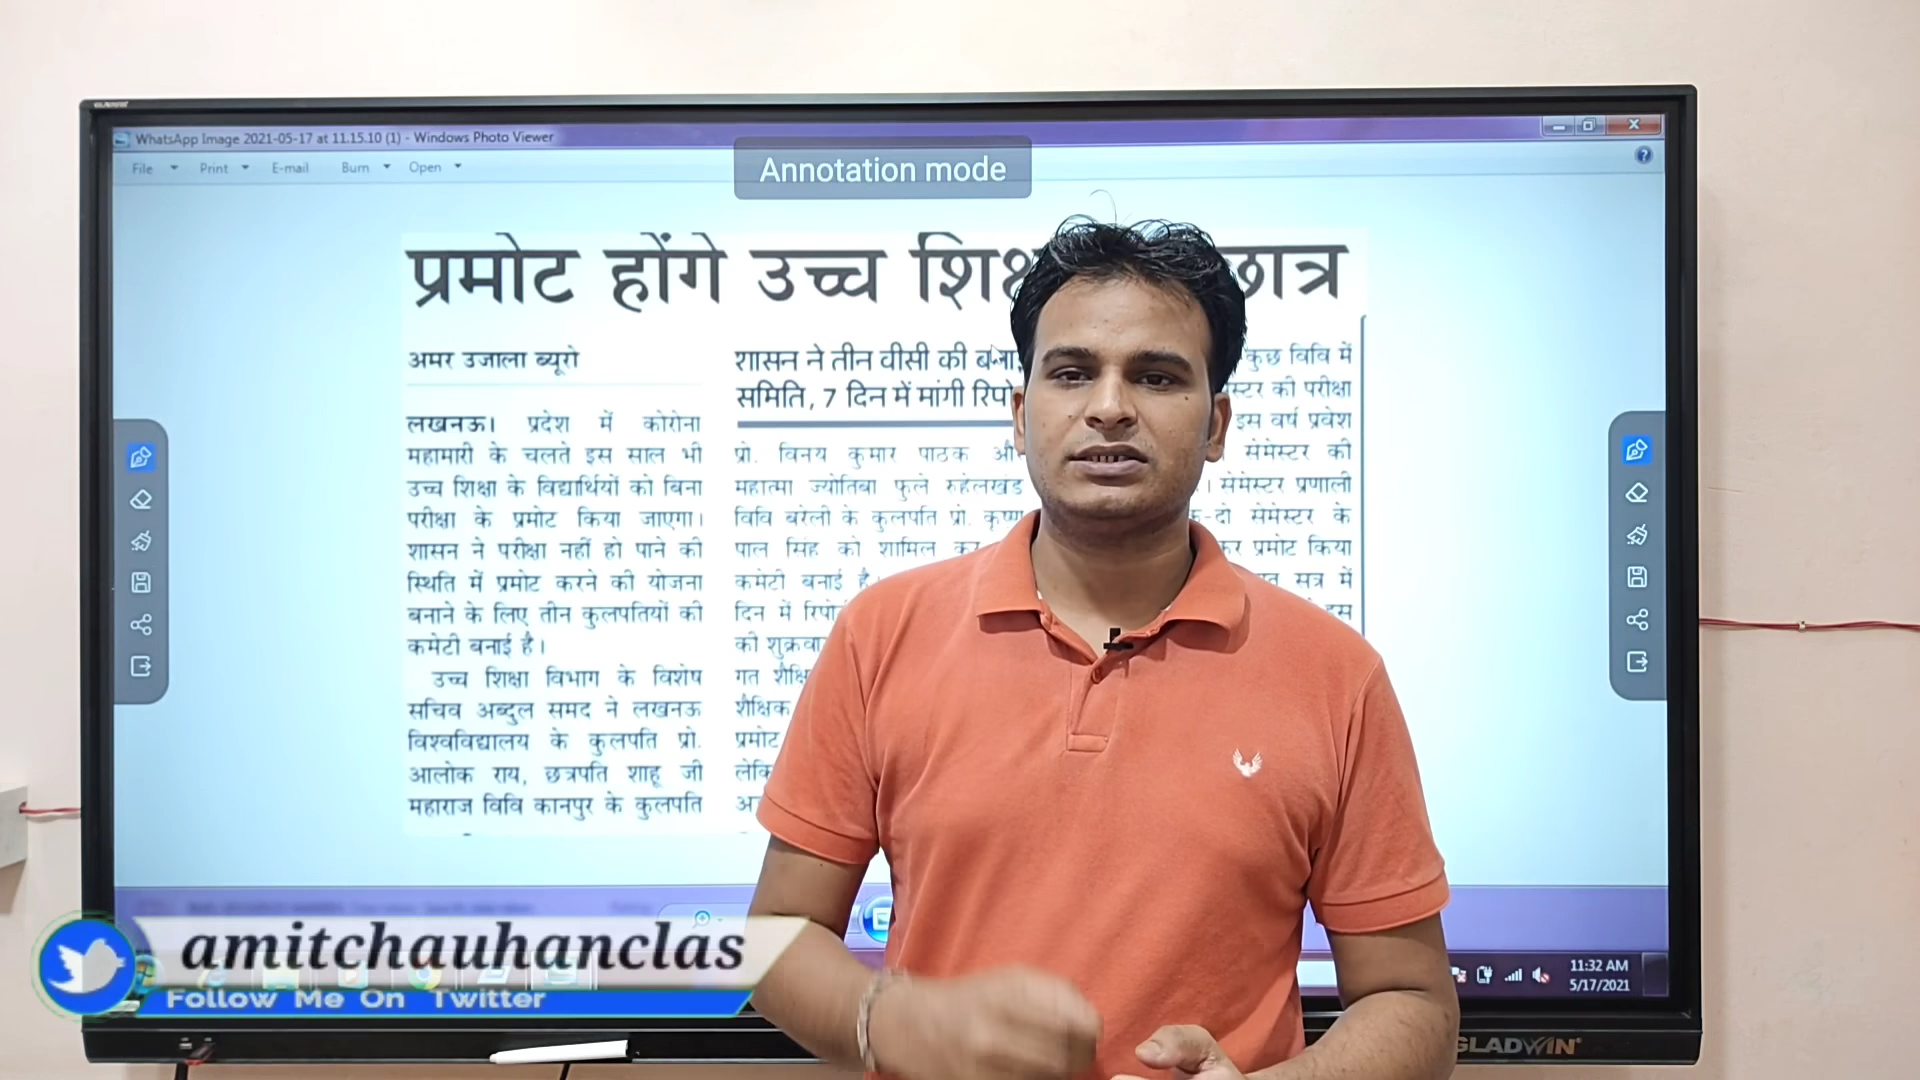 GLADWIN
WhatsApp Image 2021-05-17 at 11.15.10 (1) - Windows Photo Viewer
File Print E-mail Burn Open
Annotation mode
प्रमोट होंगे उच्च शिक्ष छात्र
अमर उजाला ब्यूरो
लखनऊ। प्रदेश में कोरोना
महामारी के चलते इस साल भी
उच्च शिक्षा के विद्यार्थियों को बिना
परीक्षा के प्रमोट किया जाएगा।
शासन ने परीक्षा नहीं हो पाने की
स्थिति में प्रमोट करने की योजना
बनाने के लिए तीन कुलपतियों की
कमेटी बनाई है।
उच्च शिक्षा विभाग के विशेष
सचिव अब्दुल समद ने लखनऊ
विश्वविद्यालय के कुलपति प्रो.
आलोक राय, छत्रपति शाहू जी
महाराज विवि कानपुर के कुलपति
शासन ने तीन वीसी की
समिति, 7 दिन में मांगी
प्रो. विनय कुमार पाठक
महात्मा ज्योतिबा फुले रुहेलखंड
विवि बरेली के कुलपति प्रो. कृष्ण
पाल सिंह को शामिल कर
कमेटी बनाई है।
दिन में
की
गत
शैक्षिक
प्रमोट
कुछ विवि में
की परीक्षा
इस वर्ष प्रवेश
सेमेस्टर की
। सेमेस्टर प्रणाली
क-दो सेमेस्टर के
कर प्रमोट किया
सत्र में
इस
amitchauhanclas
Follow Me On Twitter
11:32 AM
5/17/2021
GLADWIN